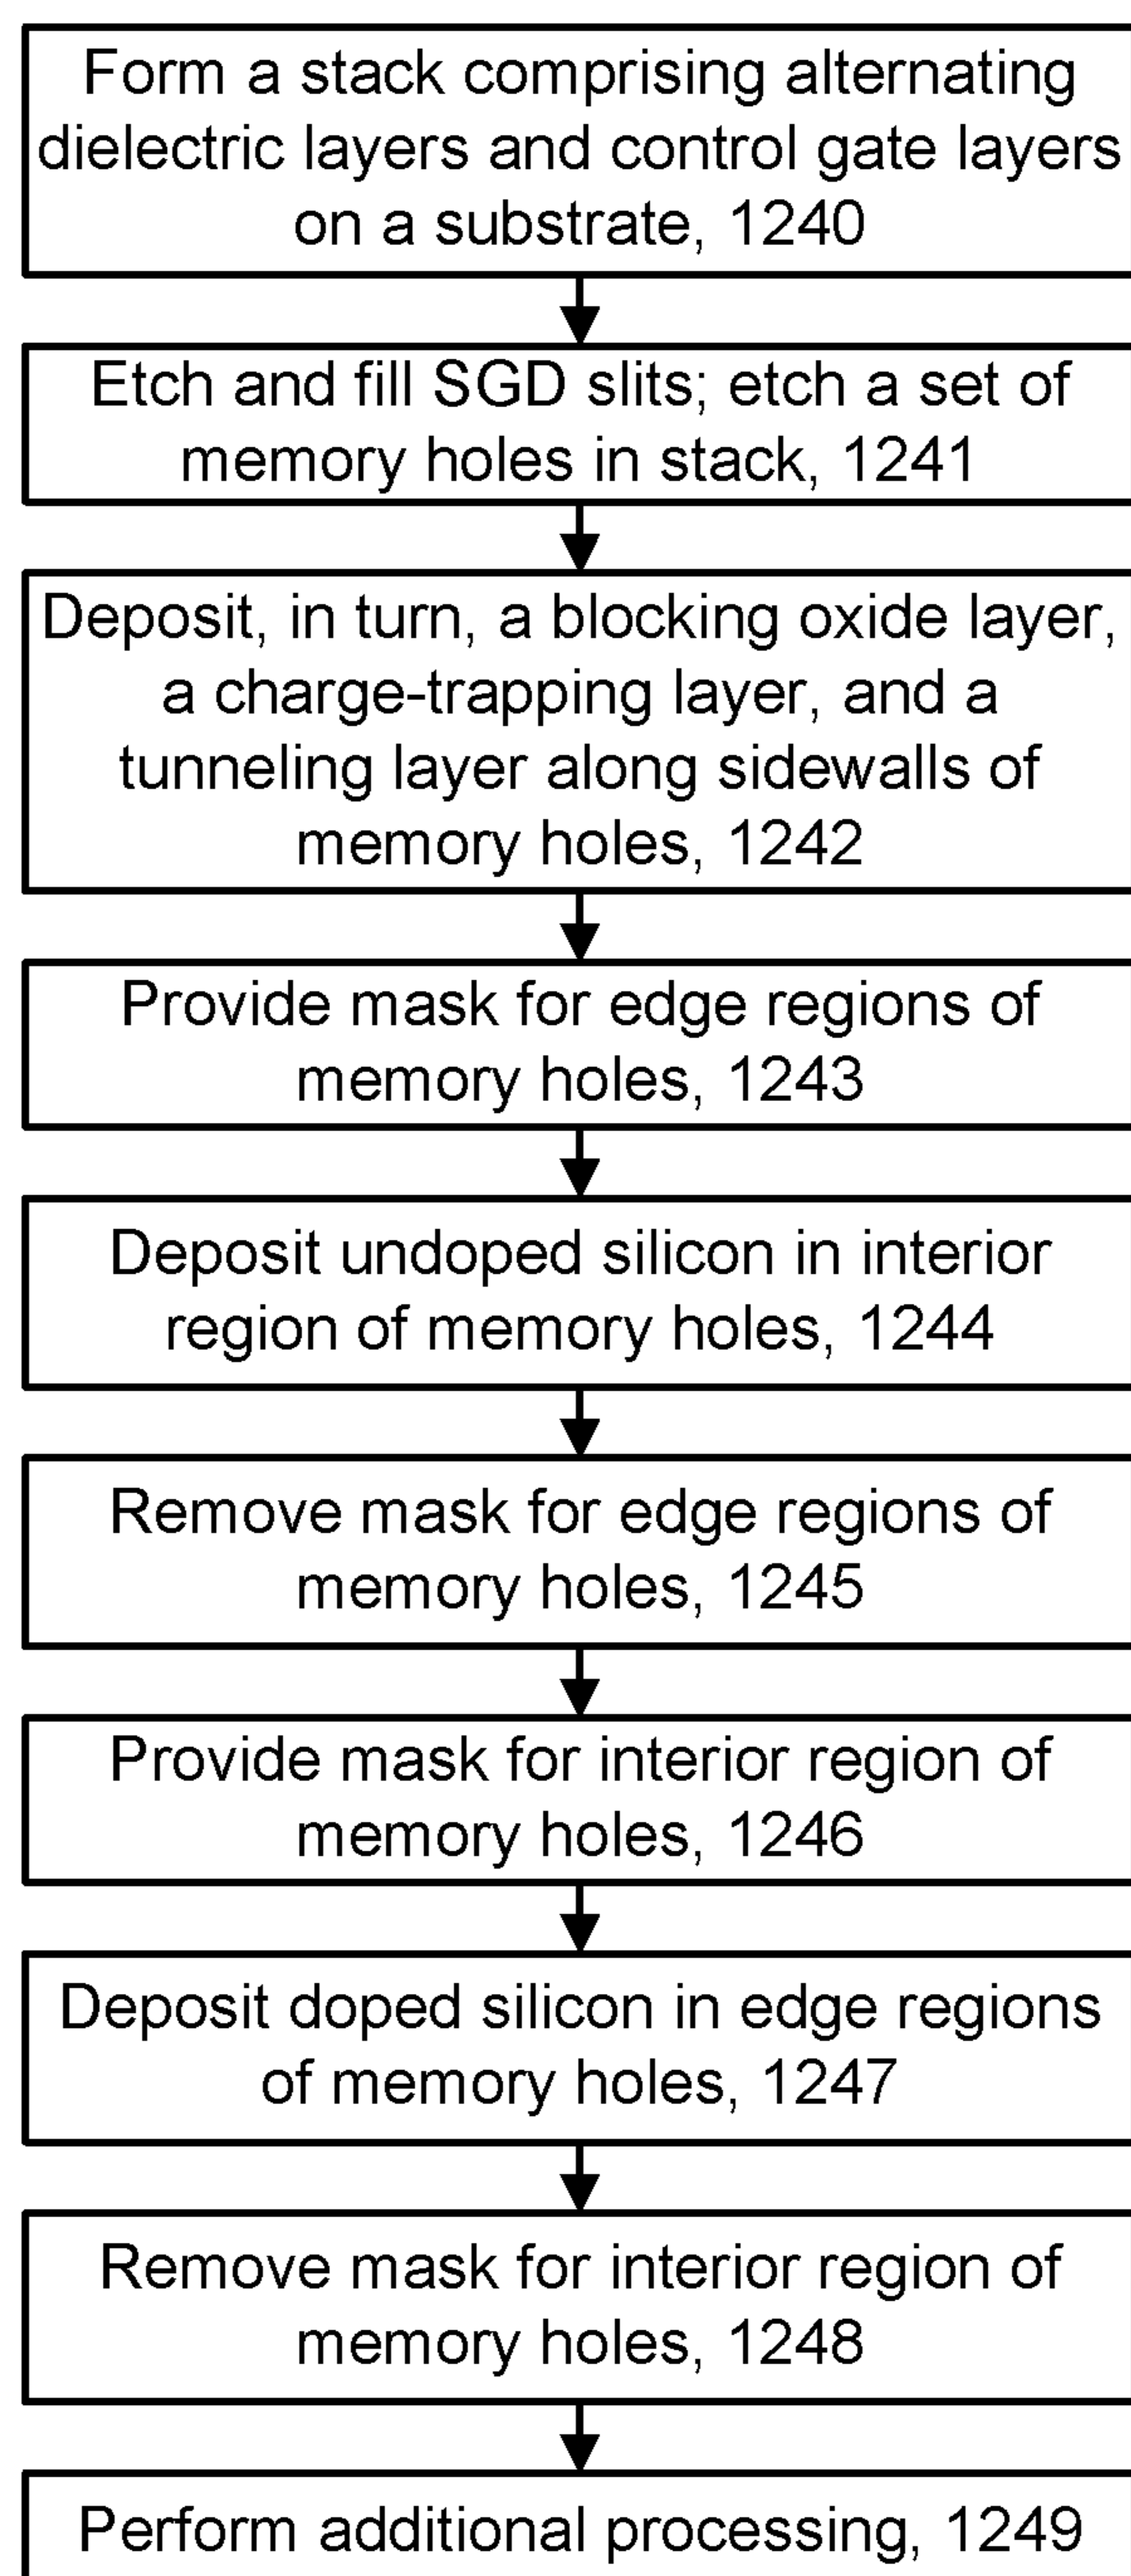 Form a stack comprising alternating
dielectric layers and control gate layers
on a substrate, 1240
Etch and fill SGD slits; etch a set of
memory holes in stack, 1241
Deposit, in turn, a blocking oxide layer,
a charge-trapping layer, and a
tunneling layer along sidewalls of
memory holes, 1242
Provide mask for edge regions of
memory holes, 1243
Deposit undoped silicon in interior
region of memory holes, 1244
Remove mask for edge regions of
memory holes, 1245
Provide mask for interior region of
memory holes, 1246
Deposit doped silicon in edge regions
of memory holes, 1247
Remove mask for interior region of
memory holes, 1248
Perform additional processing, 1249